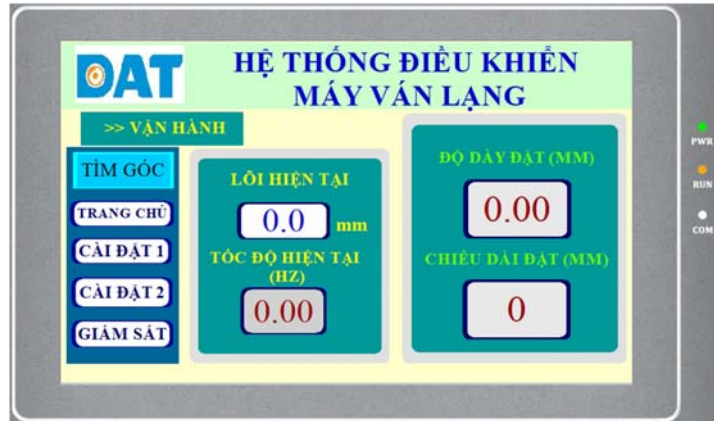 DAT
HỆ THỐNG ĐIỀU KHIỂN
MÁY VÁN LẠNG
>> VẬN HÀNH
TÌM GÓC
TRANG CHỦ
CÀI ĐẶT 1
CÀI ĐẶT 2
GIÁM SÁT
LÕI HIỆN TẠI
0.0 mm
TỐC ĐỘ HIỆN TẠI
(HZ)
0.00
ĐỘ DÀY ĐẶT (MM)
0.00
CHIỀU DÀI ĐẶT (MM)
0
PWR
RUN
COM